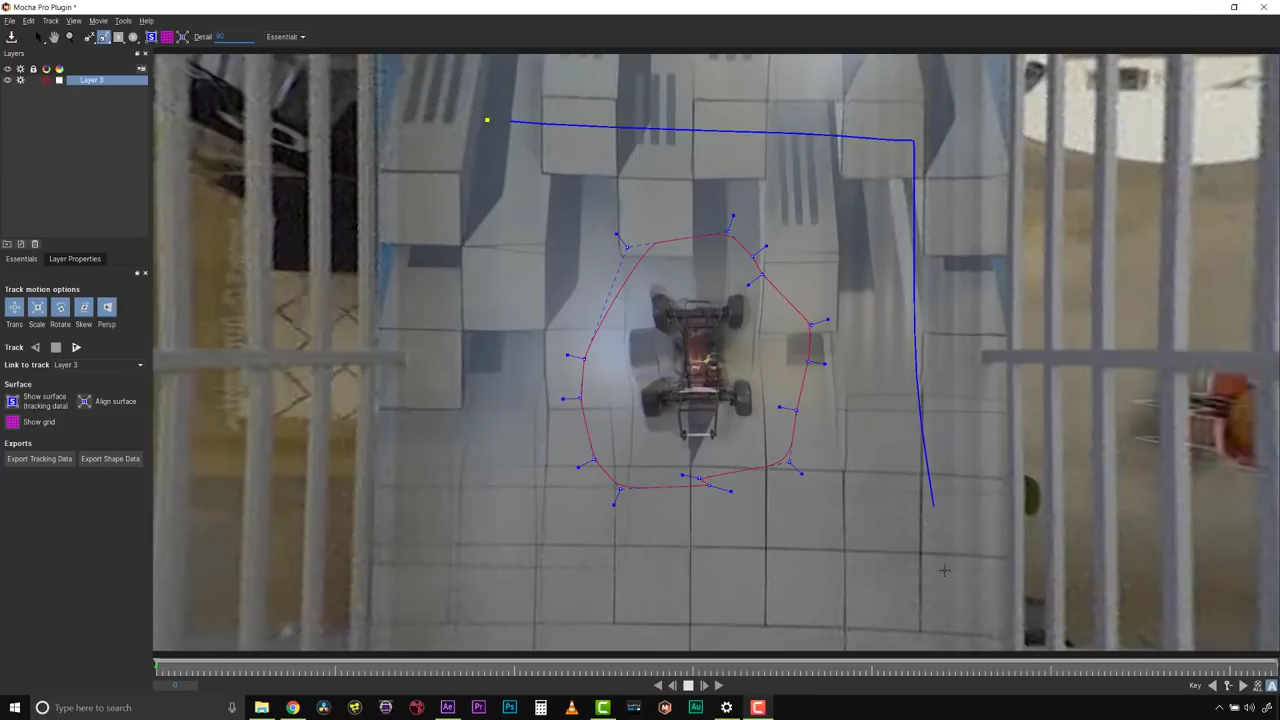 Mocha Pro Plugin *
File Edit Track View Movie Tools Help
Detail 90 Essentials
Layers
Layer 3
Essentials Layer Properties
Track motion options
Trans Scale Rotate Skew Persp
Track
Link to track Layer 3
Surface
Show surface (tracking data) Align surface
Show grid
Exports
Export Tracking Data Export Shape Data
0 Key
Type here to search